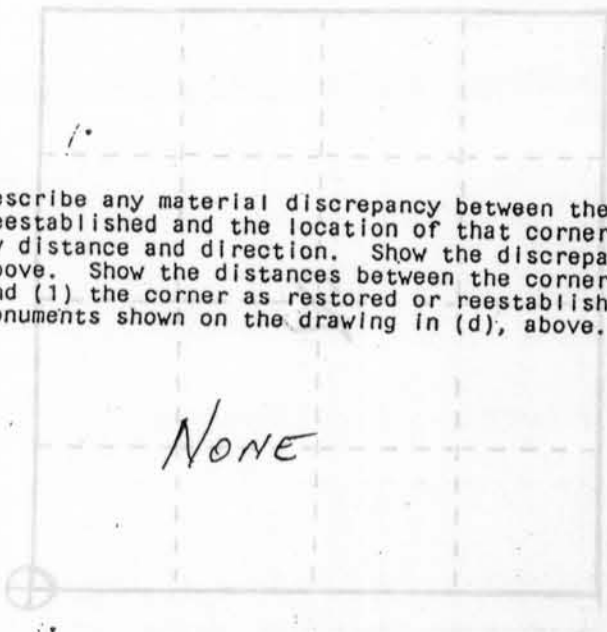 escribe any material discrepancy between the
eestablished and the location of that corner
y distance and direction. Show the discrepa
bove. Show the distances between the corner
nd (1) the corner as restored or reestablish
onuments shown on the drawing in (d), above.
NONE